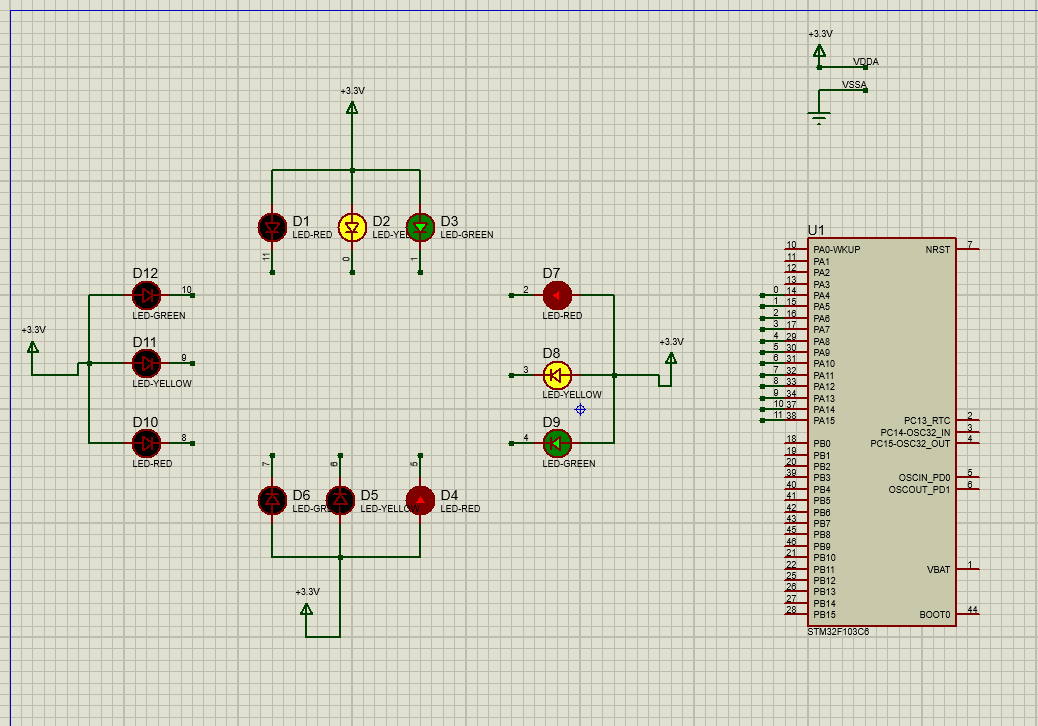 +3.3V
VDDA
VSSA
+3.3V
D1
LED-RED
11
D2
LED-YEL
0
D3
LED-GREEN
1
D12
10
LED-GREEN
+3.3V
D11
9
LED-YELLOW
D10
8
LED-RED
D7
2
LED-RED
D8
3
LED-YELLOW
+3.3V
D9
4
LED-GREEN
7
6
5
D6
LED-GR
D5
LED-YELLOW
D4
LED-RED
+3.3V
U1
10 PA0-WKUP NRST 7
11 PA1
12 PA2
13 PA3
0 14 PA4
1 15 PA5
2 16 PA6
3 17 PA7
4 29 PA8
5 30 PA9
6 31 PA10
7 32 PA11
8 33 PA12
9 34 PA13
10 37 PA14
11 38 PA15 PC13_RTC 2
PC14-OSC32_IN 3
18 PB0 PC15-OSC32_OUT 4
19 PB1
20 PB2
39 PB3 OSCIN_PD0 5
40 PB4 OSCOUT_PD1 6
41 PB5
42 PB6
43 PB7
45 PB8
46 PB9
21 PB10
22 PB11 VBAT 1
25 PB12
26 PB13
27 PB14
28 PB15 BOOT0 44
STM32F103C6